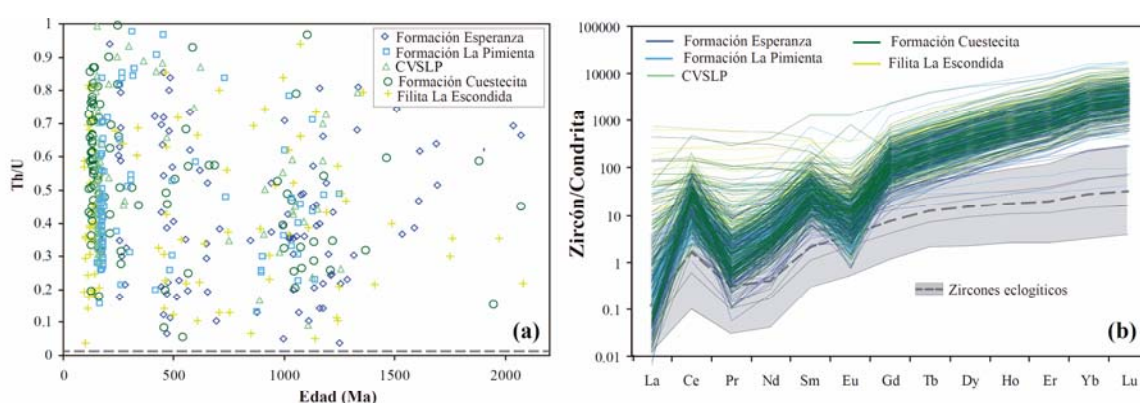 1
0.9
0.8
0.7
0.6
0.5
0.4
0.3
0.2
0.1
0
Th/U
0 500 1000 1500 2000
Edad (Ma)
Formación Esperanza
Formación La Pimienta
CVSLP
Formación Cuestecita
Filita La Escondida
(a)
100000
10000
1000
100
10
1
0.1
0.01
Zircón/Condrita
Formación Esperanza
Formación La Pimienta
CVSLP
Formación Cuestecita
Filita La Escondida
Zircones eclogíticos
(b)
La Ce Pr Nd Sm Eu Gd Tb Dy Ho Er Yb Lu